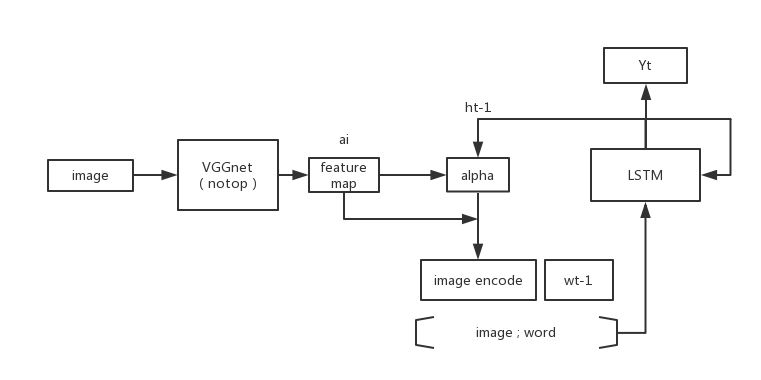 Yt
ht-1
ai
image
VGGnet
( notop )
feature
map
alpha
LSTM
image encode
wt-1
image ; word